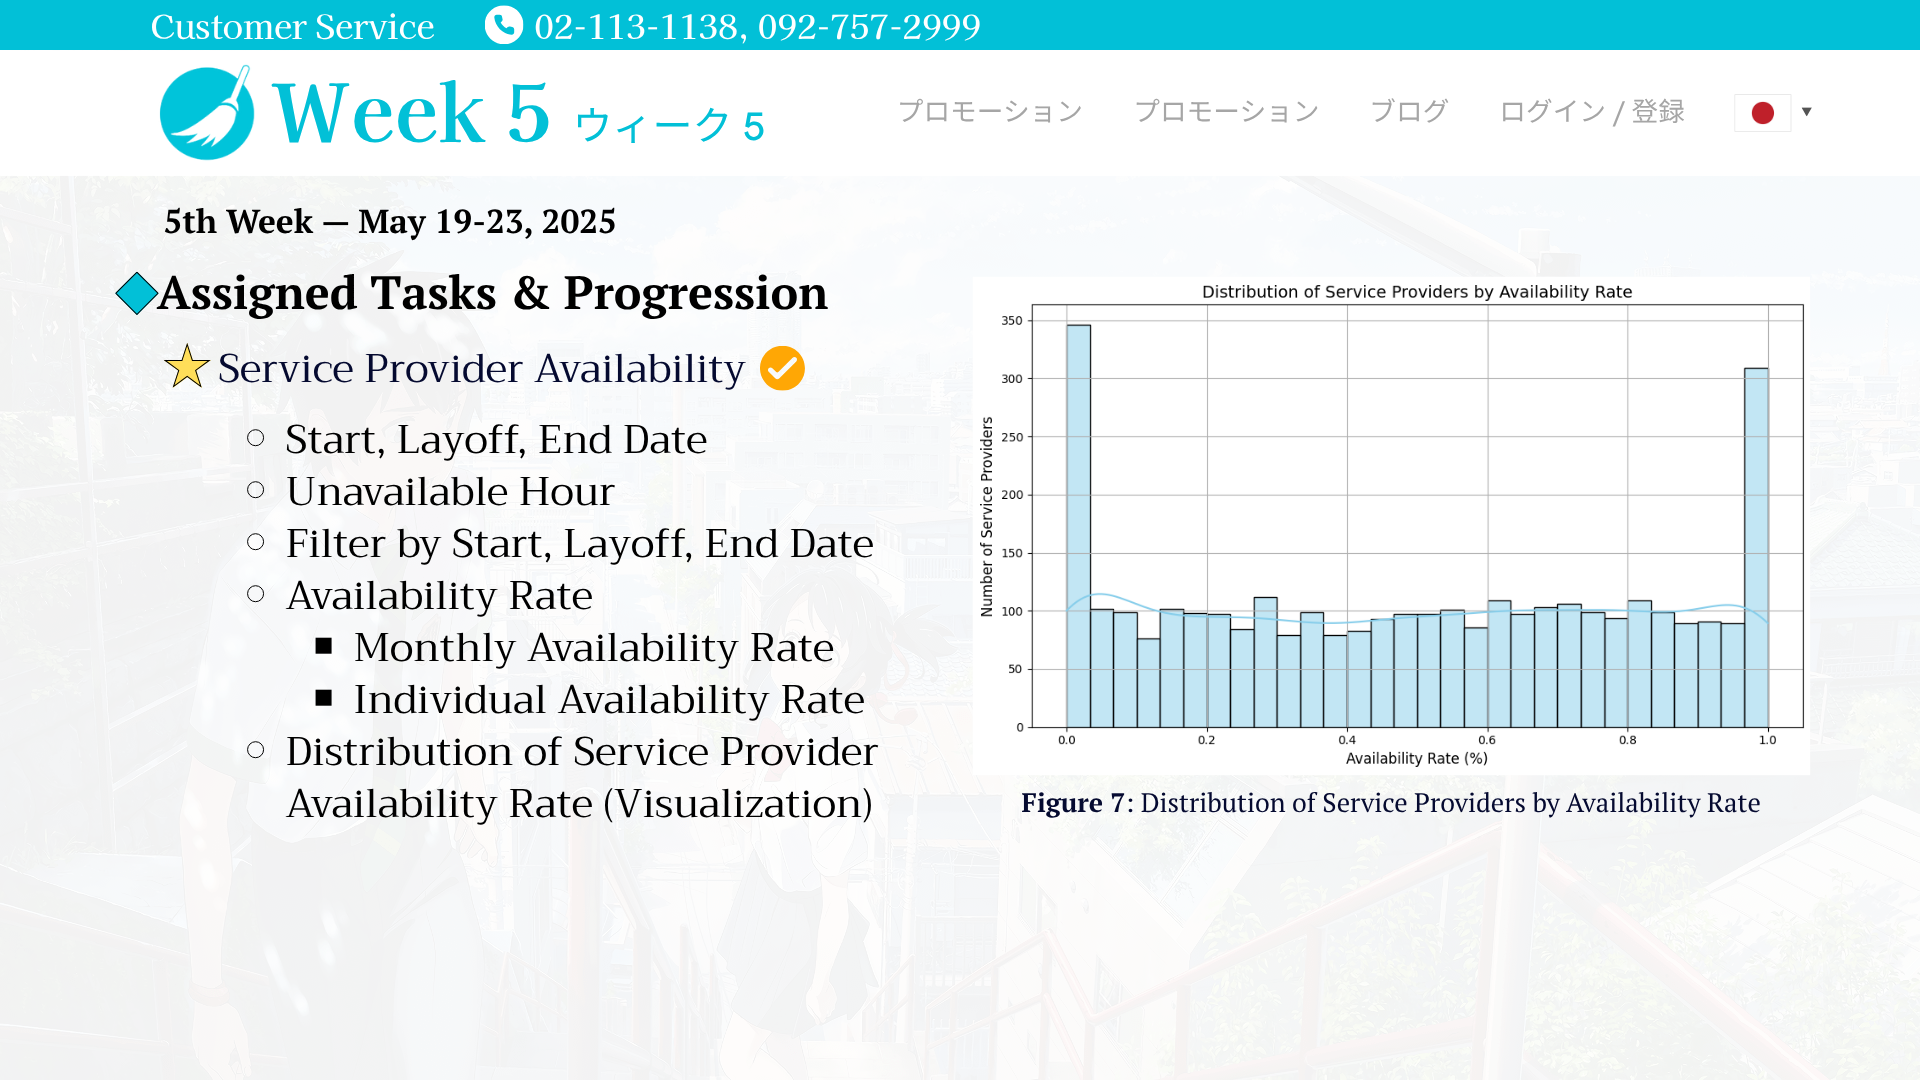 Customer Service 02-113-1138, 092-757-2999
Week 5 ウィーク 5
プロモーション プロモーション ブログ ログイン / 登録 ▼
5th Week — May 19-23, 2025
Assigned Tasks & Progression
Service Provider Availability
Start, Layoff, End Date
Unavailable Hour
Filter by Start, Layoff, End Date
Availability Rate
Monthly Availability Rate
Individual Availability Rate
Distribution of Service Provider
Availability Rate (Visualization)
Distribution of Service Providers by Availability Rate
Number of Service Providers
350
300
250
200
150
100
50
0
0.0 0.2 0.4 0.6 0.8 1.0
Availability Rate (%)
Figure 7: Distribution of Service Providers by Availability Rate